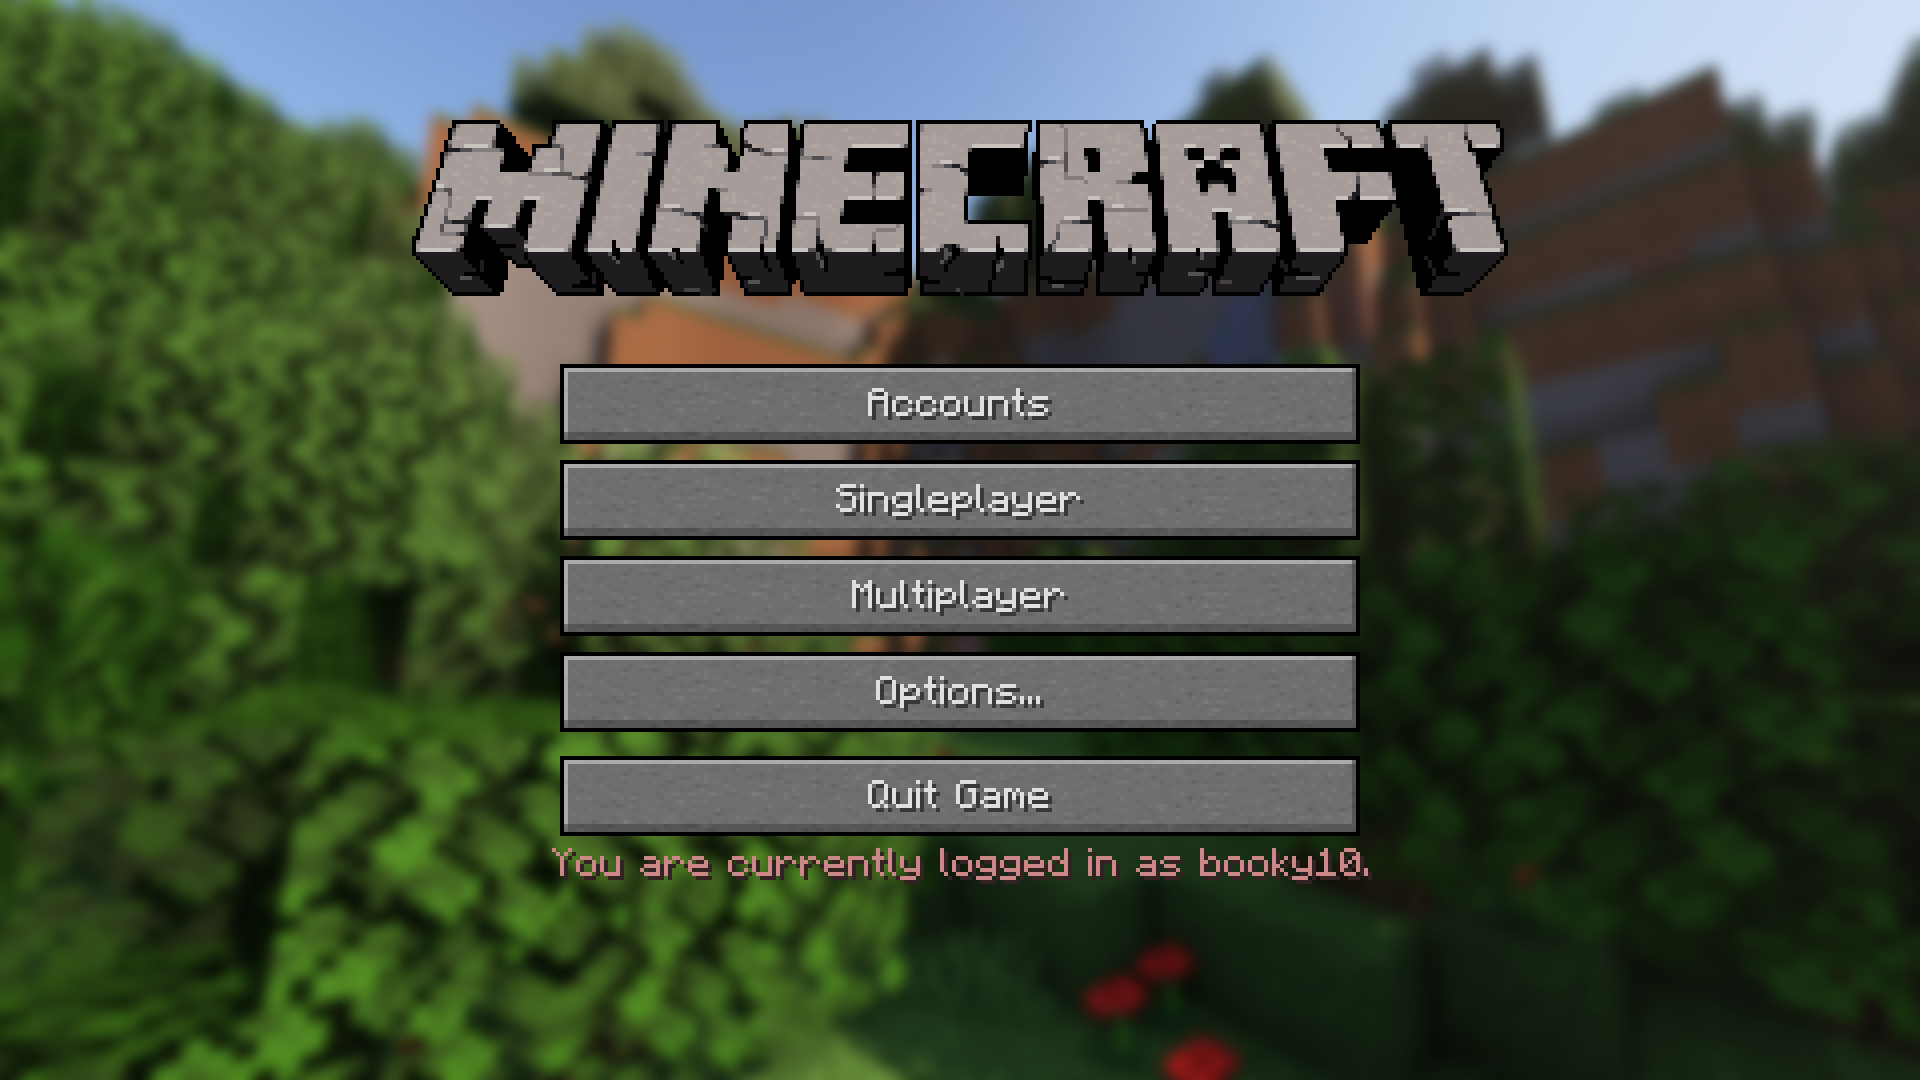 MINECRAFT
Accounts
Singleplayer
Multiplayer
Options...
Quit Game
You are currently logged in as booky10.